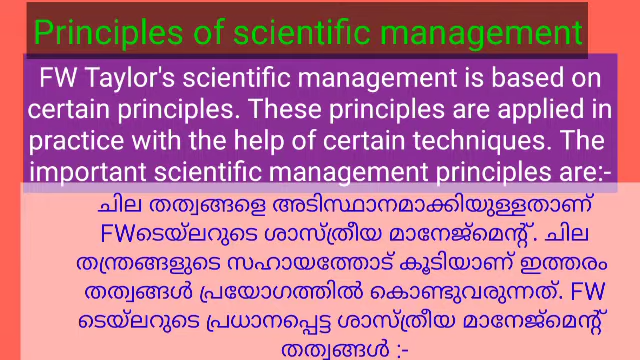 Principles of scientific management
FW Taylor's scientific management is based on
certain principles. These principles are applied in
practice with the help of certain techniques. The
important scientific management principles are:-
ചില തത്വങ്ങളെ അടിസ്ഥാനമാക്കിയുള്ളതാണ്
FWടെയ്ലറുടെ ശാസ്ത്രീയ മാനേജ്മെന്റ്. ചില
തന്ത്രങ്ങളുടെ സഹായത്തോട് കൂടിയാണ് ഇത്തരം
തത്വങ്ങൾ പ്രയോഗത്തിൽ കൊണ്ടുവരുന്നത്. FW
ടെയ്ലറുടെ പ്രധാനപ്പെട്ട ശാസ്ത്രീയ മാനേജ്മെന്റ്
തത്വങ്ങൾ :-